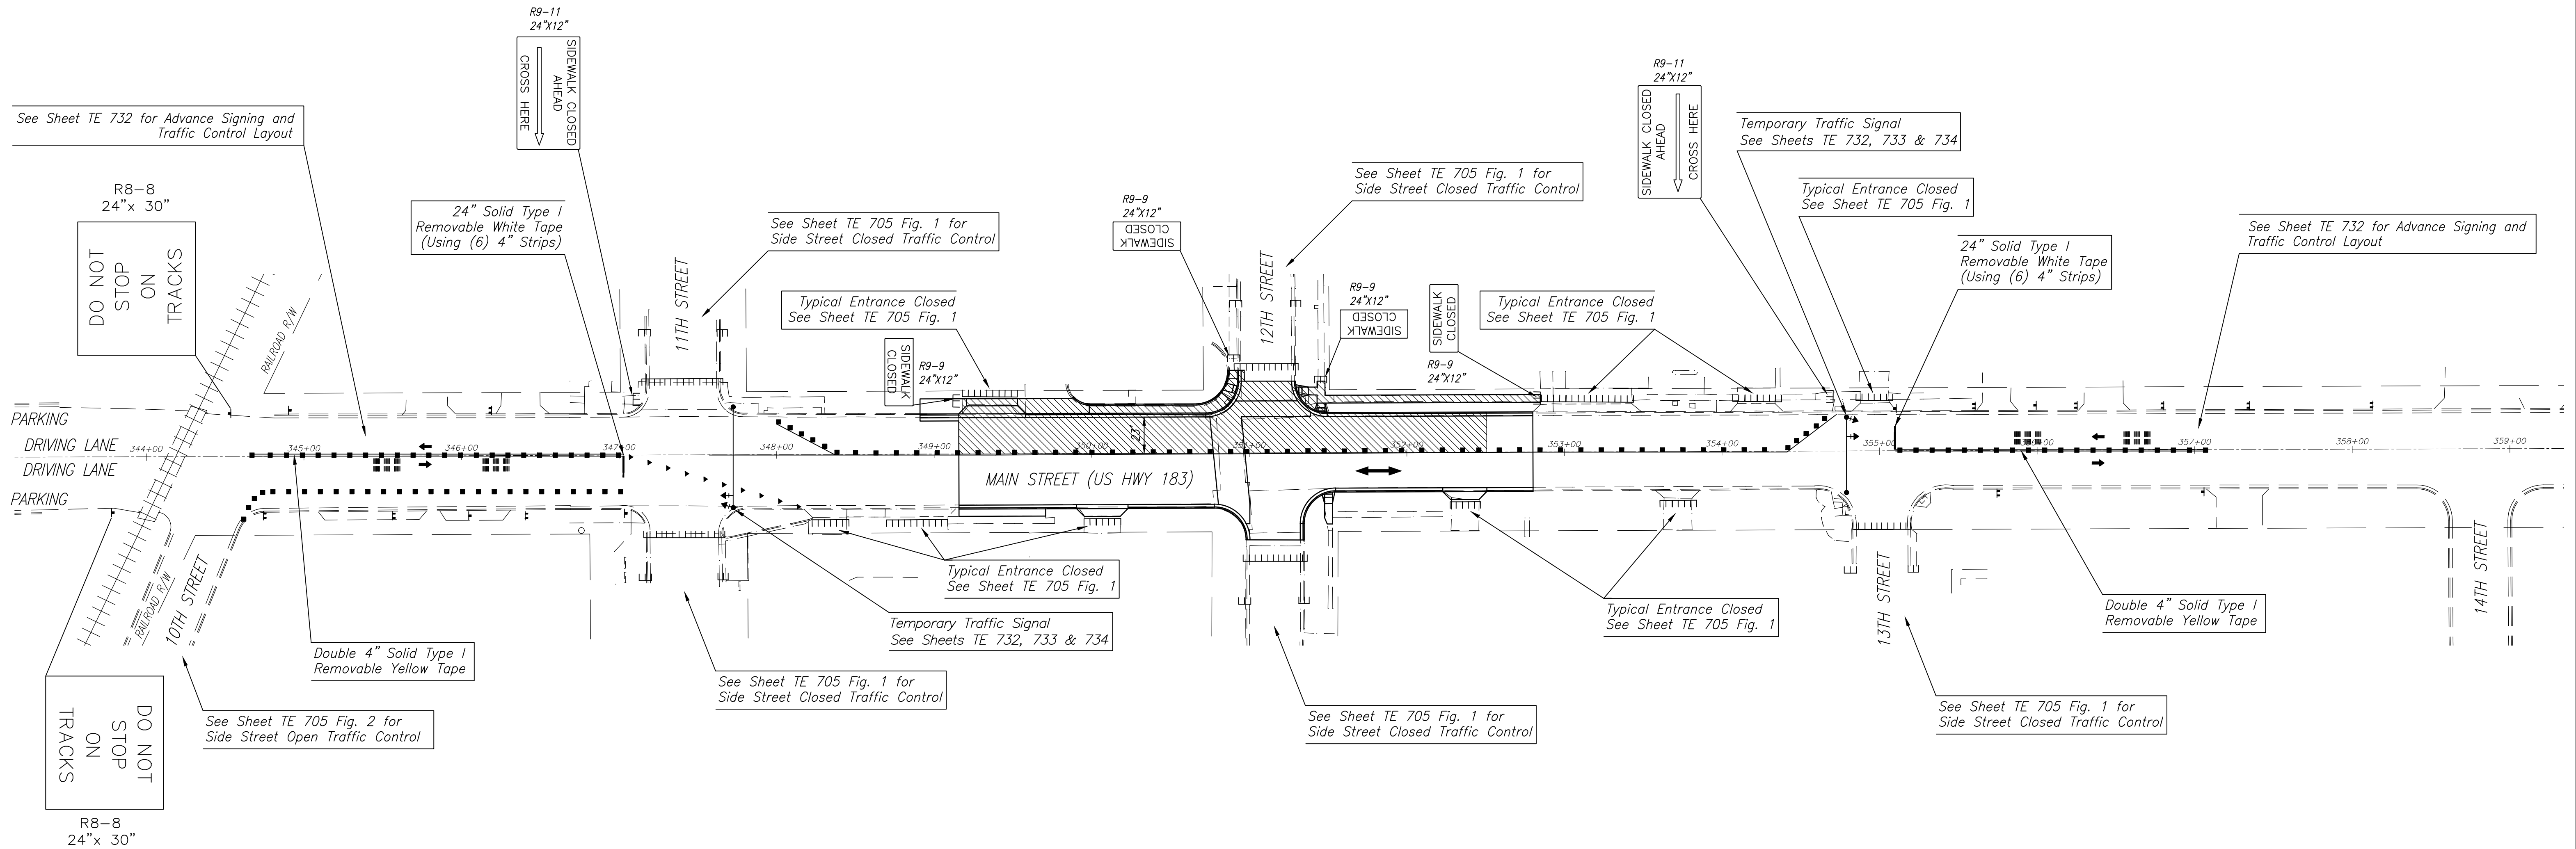 R9-11
24"X12"
SIDEWALK CLOSED
AHEAD
CROSS HERE
R9-11
24"X12"
SIDEWALK CLOSED
AHEAD
CROSS HERE
See Sheet TE 732 for Advance Signing and
Traffic Control Layout
Temporary Traffic Signal
See Sheets TE 732, 733 & 734
See Sheet TE 705 Fig. 1 for
Side Street Closed Traffic Control
Typical Entrance Closed
See Sheet TE 705 Fig. 1
R8-8
24"x 30"
DO NOT
STOP
ON
TRACKS
24" Solid Type I
Removable White Tape
(Using (6) 4" Strips)
See Sheet TE 705 Fig. 1 for
Side Street Closed Traffic Control
R9-9
24"X12"
SIDEWALK
CLOSED
See Sheet TE 732 for Advance Signing and
Traffic Control Layout
24" Solid Type I
Removable White Tape
(Using (6) 4" Strips)
11TH STREET
12TH STREET
RAILROAD R/W
Typical Entrance Closed
See Sheet TE 705 Fig. 1
R9-9
24"X12"
SIDEWALK
CLOSED
SIDEWALK
CLOSED
R9-9
24"X12"
Typical Entrance Closed
See Sheet TE 705 Fig. 1
SIDEWALK
CLOSED
R9-9
24"X12"
PARKING
DRIVING LANE
DRIVING LANE
PARKING
344+00
345+00
346+00
347+00
348+00
349+00
350+00
351+00
352+00
353+00
354+00
355+00
356+00
357+00
358+00
359+00
23'
MAIN STREET (US HWY 183)
RAILROAD R/W
10TH STREET
13TH STREET
14TH STREET
Typical Entrance Closed
See Sheet TE 705 Fig. 1
Typical Entrance Closed
See Sheet TE 705 Fig. 1
Double 4" Solid Type I
Removable Yellow Tape
Temporary Traffic Signal
See Sheets TE 732, 733 & 734
Double 4" Solid Type I
Removable Yellow Tape
See Sheet TE 705 Fig. 1 for
Side Street Closed Traffic Control
See Sheet TE 705 Fig. 1 for
Side Street Closed Traffic Control
See Sheet TE 705 Fig. 1 for
Side Street Closed Traffic Control
See Sheet TE 705 Fig. 2 for
Side Street Open Traffic Control
DO NOT
STOP
ON
TRACKS
R8-8
24"x 30"